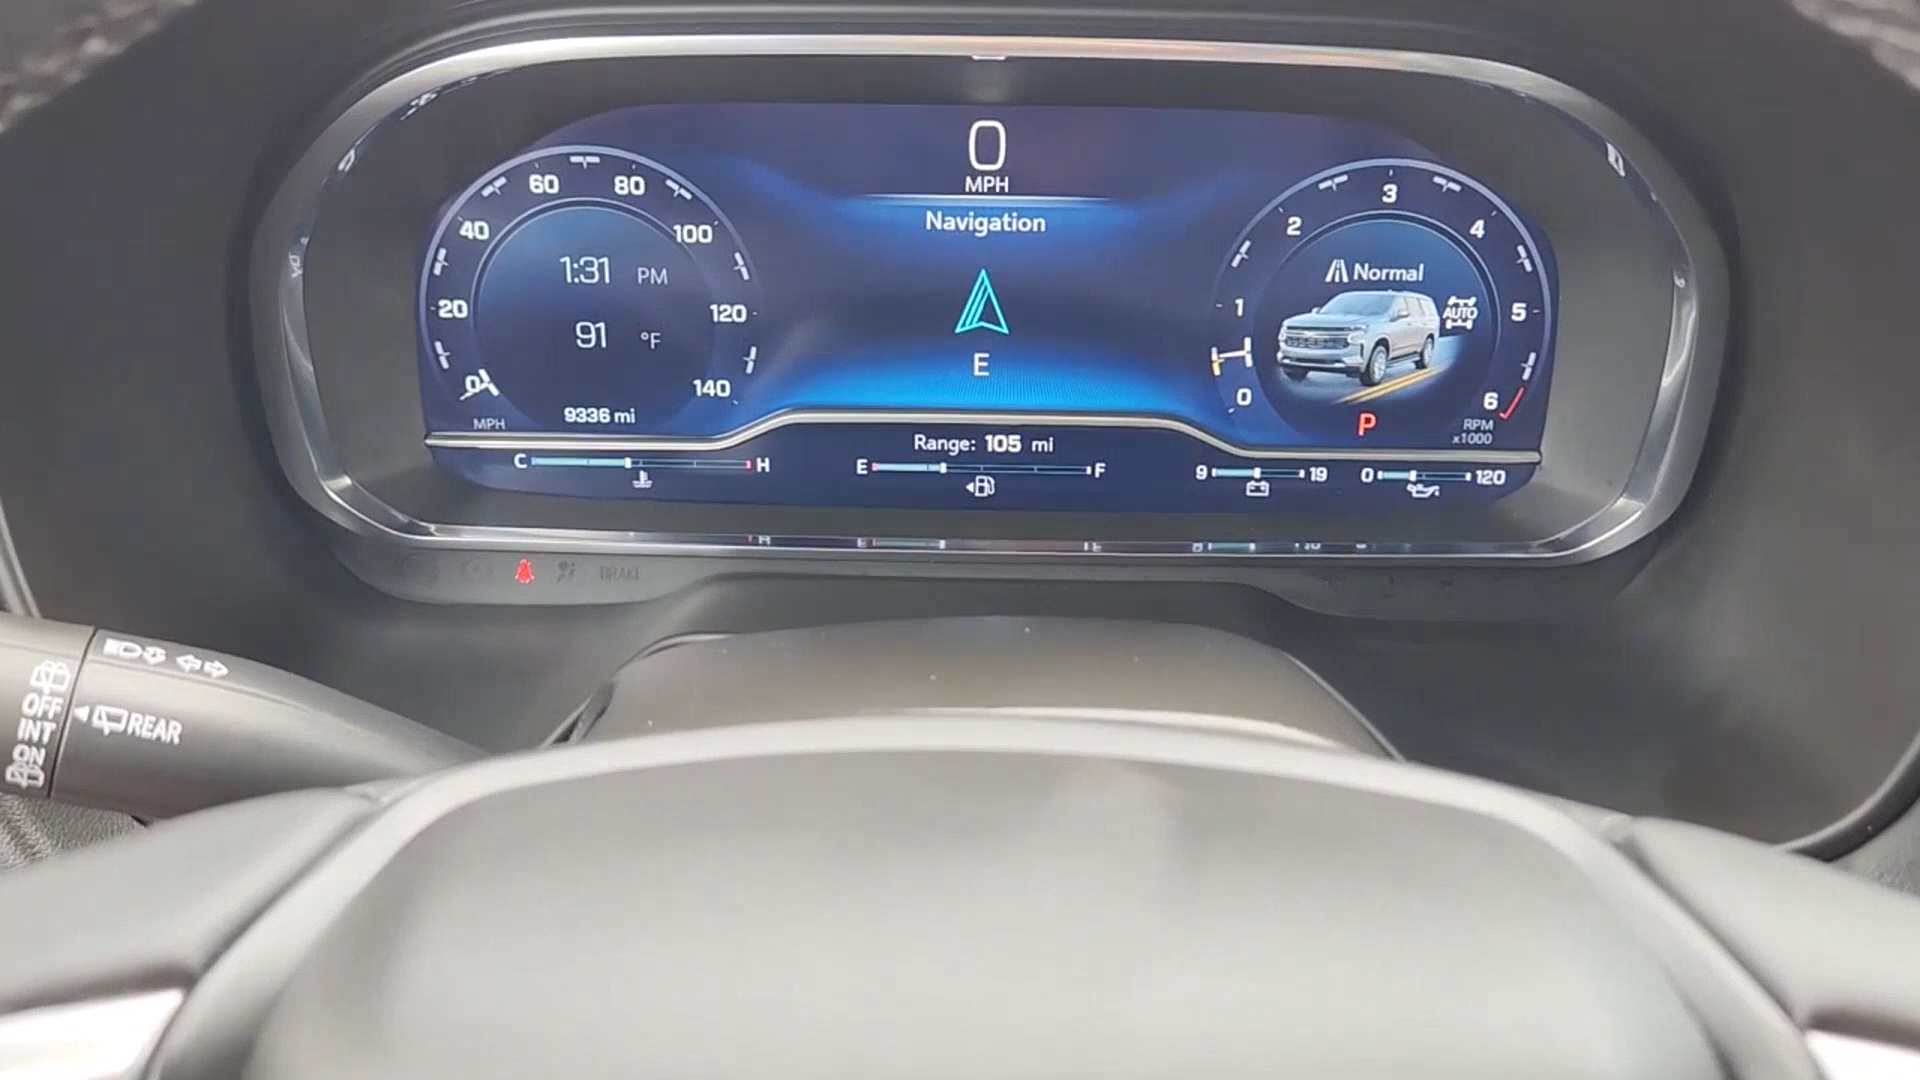 0
MPH
Navigation
E
0
20
40
60
80
100
120
140
MPH
1:31 PM
91 °F
9336 mi
0
1
2
3
4
5
6
RPM
x1000
Normal
AUTO
P
Range: 105 mi
C H
E F
9 19
0 120
BRAKE
OFF
INT
ON
REAR